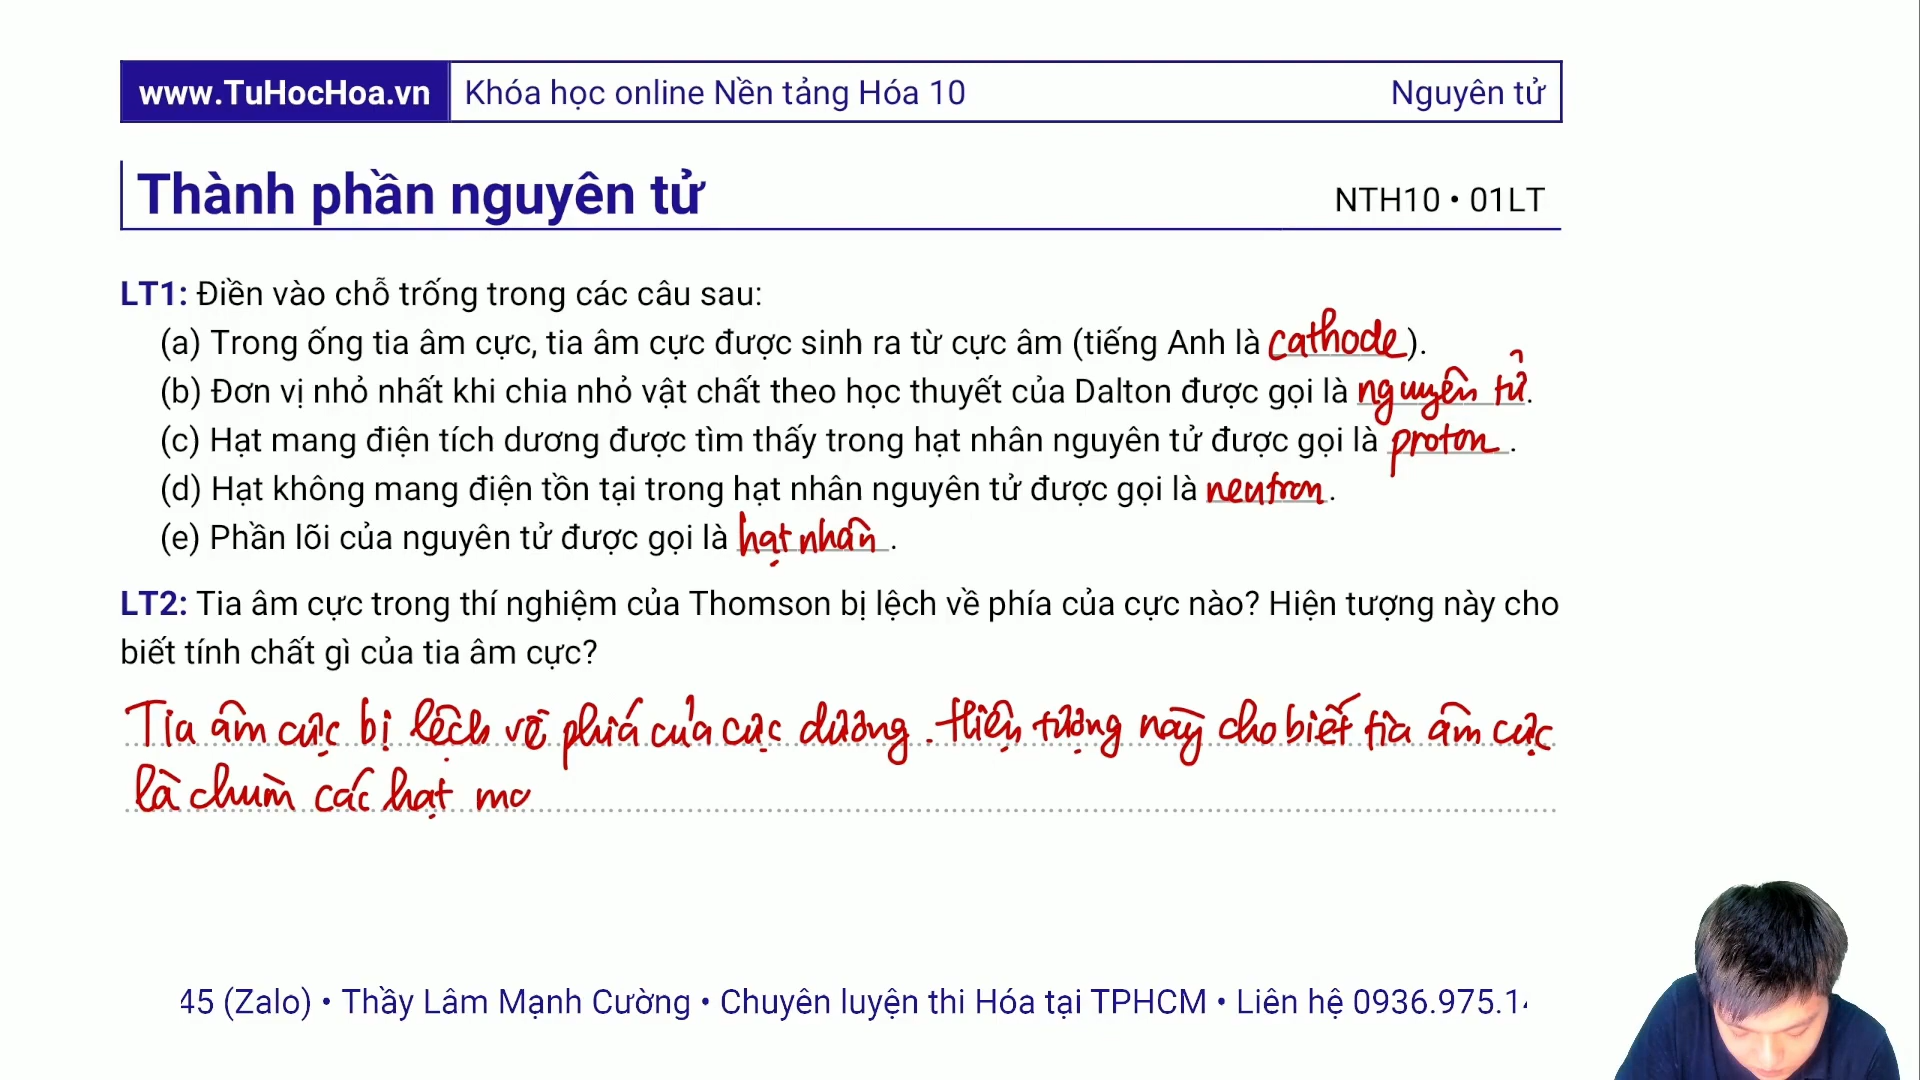 www.TuHocHoa.vn Khóa học online Nền tảng Hóa 10 Nguyên tử
Thành phần nguyên tử NTH10 • 01LT
LT1: Điền vào chỗ trống trong các câu sau:
(a) Trong ống tia âm cực, tia âm cực được sinh ra từ cực âm (tiếng Anh là cathode).
(b) Đơn vị nhỏ nhất khi chia nhỏ vật chất theo học thuyết của Dalton được gọi là nguyên tử.
(c) Hạt mang điện tích dương được tìm thấy trong hạt nhân nguyên tử được gọi là proton.
(d) Hạt không mang điện tồn tại trong hạt nhân nguyên tử được gọi là neutron.
(e) Phần lõi của nguyên tử được gọi là hạt nhân.
LT2: Tia âm cực trong thí nghiệm của Thomson bị lệch về phía của cực nào? Hiện tượng này cho
biết tính chất gì của tia âm cực?
Tia âm cực bị lệch về phía của cực dương. Hiện tượng này cho biết tia âm cực
là chùm các hạt ma
45 (Zalo) • Thầy Lâm Mạnh Cường • Chuyên luyện thi Hóa tại TPHCM • Liên hệ 0936.975.14